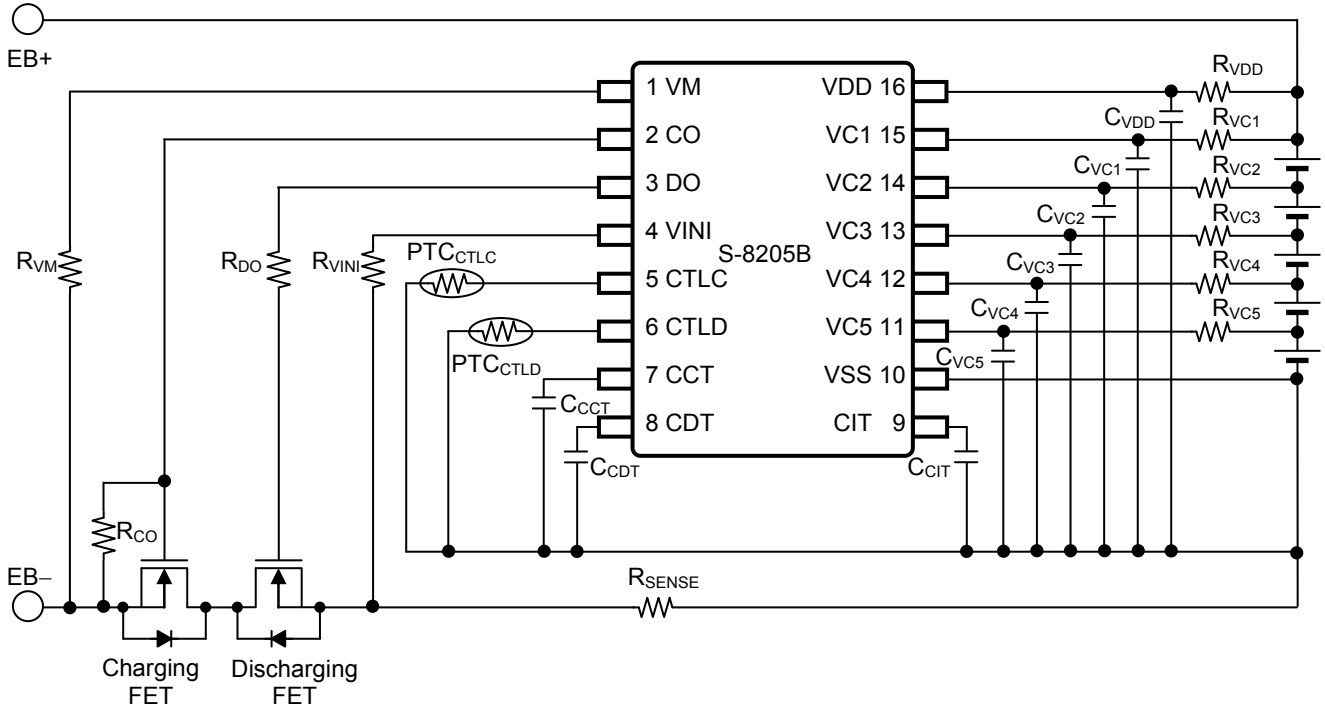 EB+
1 VM
2 CO
3 DO
4 VINI
5 CTLC
6 CTLD
7 CCT
8 CDT
S-8205B
VDD 16
VC1 15
VC2 14
VC3 13
VC4 12
VC5 11
VSS 10
CIT 9
RVDD
RVC1
RVC2
RVC3
RVC4
RVC5
CVDD
CVC1
CVC2
CVC3
CVC4
CVC5
RVM
RDO
RVINI
PTCCTLC
PTCCTLD
CCCT
CCDT
CCIT
RCO
EB−
RSENSE
Charging
FET
Discharging
FET